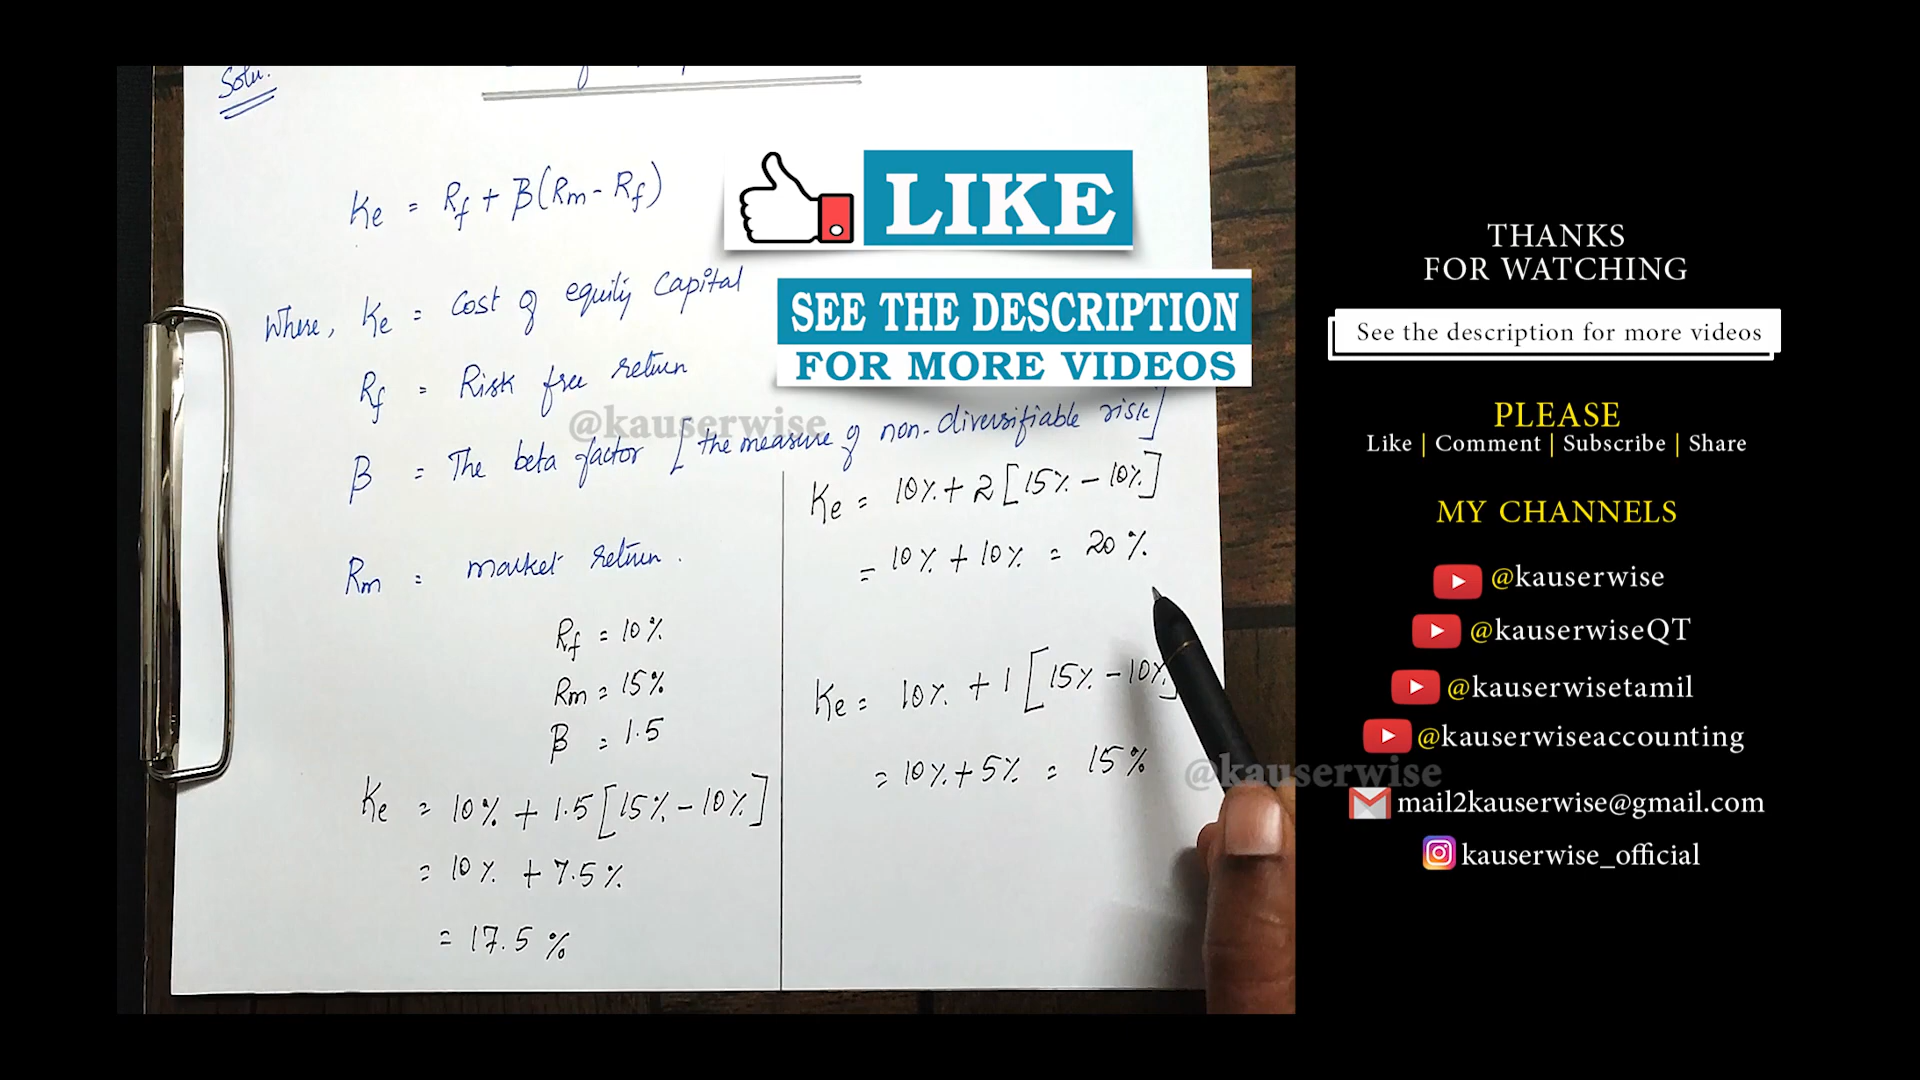 Solu.
Ke = Rf + β(Rm - Rf)
Where, Ke = Cost of equity Capital
Rf = Risk free return
β = The beta factor [the measure of non-diversifiable risk]
Rm = market return.
Rf = 10%
Rm = 15%
β = 1.5
Ke = 10% + 1.5 [15% - 10%]
= 10% + 7.5%
= 17.5%
Ke = 10% + 2 [15% - 10%]
= 10% + 10% = 20%
Ke = 10% + 1 [15% - 10%]
= 10% + 5% = 15%
LIKE
SEE THE DESCRIPTION
FOR MORE VIDEOS
@kauserwise
@kauserwise
THANKS
FOR WATCHING
See the description for more videos
PLEASE
Like | Comment | Subscribe | Share
MY CHANNELS
@kauserwise
@kauserwiseQT
@kauserwisetamil
@kauserwiseaccounting
mail2kauserwise@gmail.com
kauserwise_official